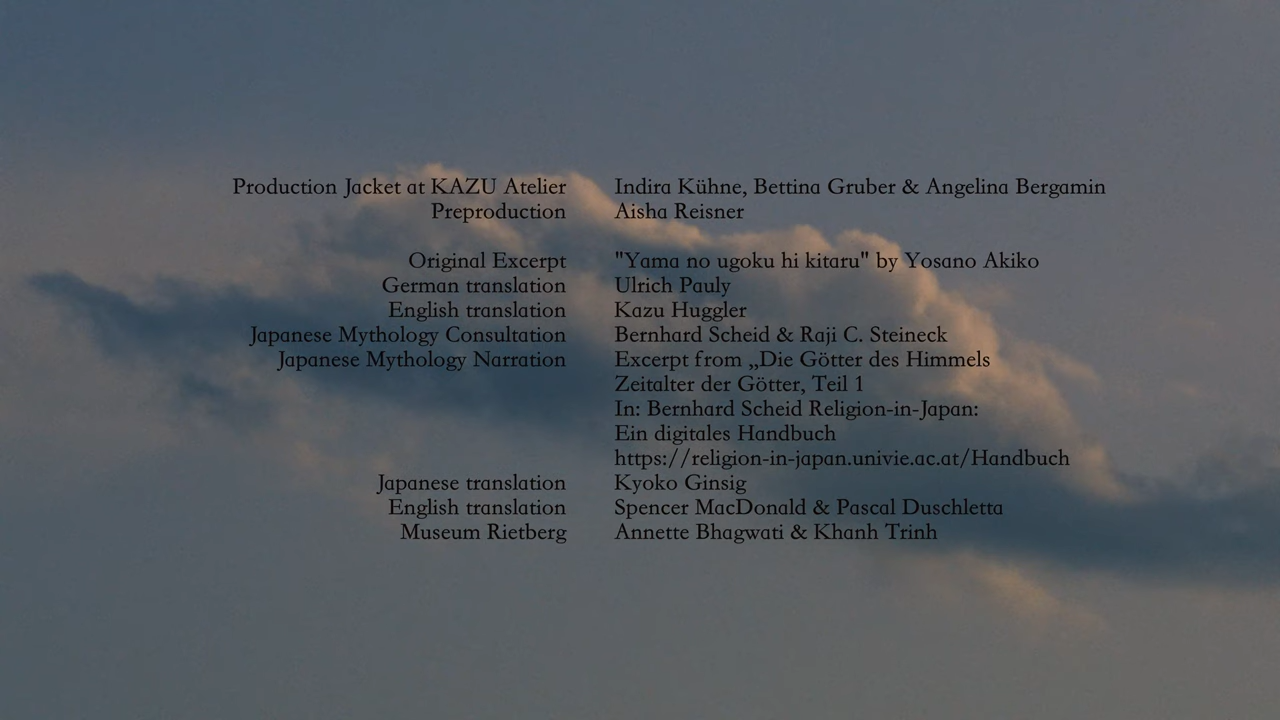 Production Jacket at KAZU Atelier Indira Kühne, Bettina Gruber & Angelina Bergamin
Preproduction Aisha Reisner
Original Excerpt "Yama no ugoku hi kitaru" by Yosano Akiko
German translation Ulrich Pauly
English translation Kazu Huggler
Japanese Mythology Consultation Bernhard Scheid & Raji C. Steineck
Japanese Mythology Narration Excerpt from „Die Götter des Himmels
Zeitalter der Götter, Teil 1
In: Bernhard Scheid Religion-in-Japan:
Ein digitales Handbuch
https://religion-in-japan.univie.ac.at/Handbuch
Japanese translation Kyoko Ginsig
English translation Spencer MacDonald & Pascal Duschletta
Museum Rietberg Annette Bhagwati & Khanh Trinh